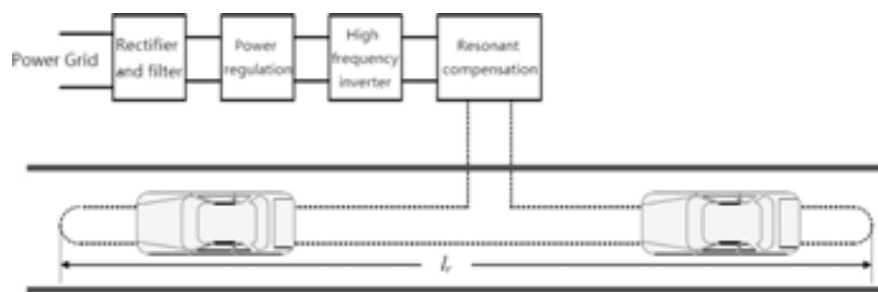 Power Grid
Rectifier
and filter
Power
regulation
High
frequency
inverter
Resonant
compensation
lr